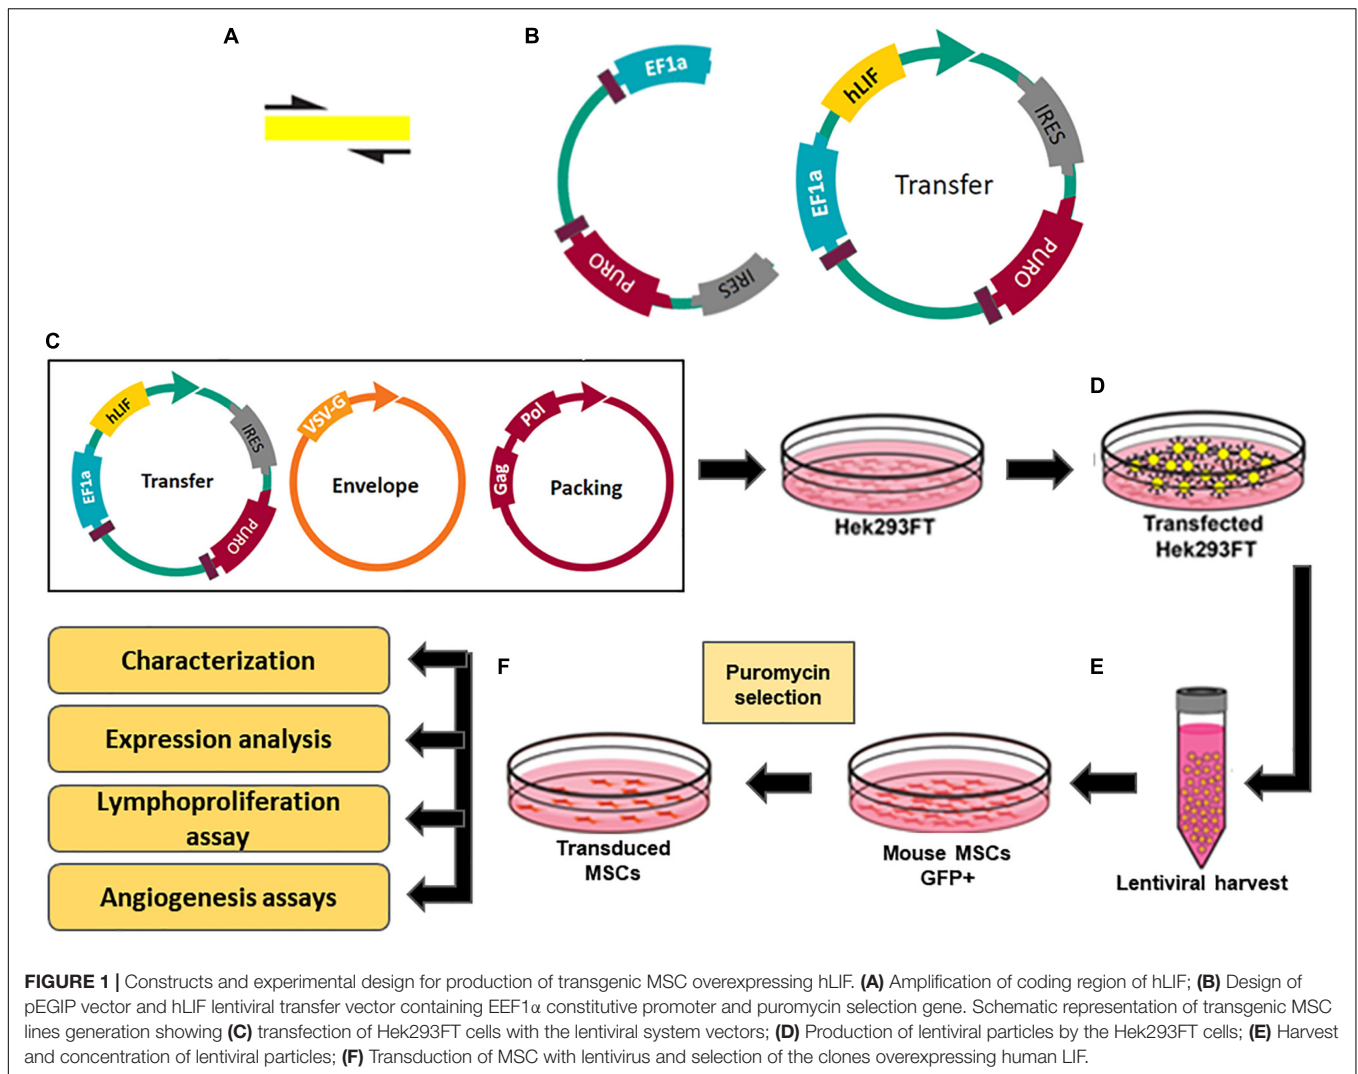 A
B
EF1a
PURO
IRES
hLIF
IRES
EF1a
Transfer
PURO
C
hLIF
IRES
EF1a
Transfer
PURO
VSV-G
Envelope
Pol
Gag
Packing
Hek293FT
D
Transfected
Hek293FT
E
Lentiviral harvest
Mouse MSCs
GFP+
Puromycin
selection
F
Transduced
MSCs
Characterization
Expression analysis
Lymphoproliferation
assay
Angiogenesis assays
FIGURE 1 | Constructs and experimental design for production of transgenic MSC overexpressing hLIF. (A) Amplification of coding region of hLIF; (B) Design of
pEGIP vector and hLIF lentiviral transfer vector containing EEF1α constitutive promoter and puromycin selection gene. Schematic representation of transgenic MSC
lines generation showing (C) transfection of Hek293FT cells with the lentiviral system vectors; (D) Production of lentiviral particles by the Hek293FT cells; (E) Harvest
and concentration of lentiviral particles; (F) Transduction of MSC with lentivirus and selection of the clones overexpressing human LIF.